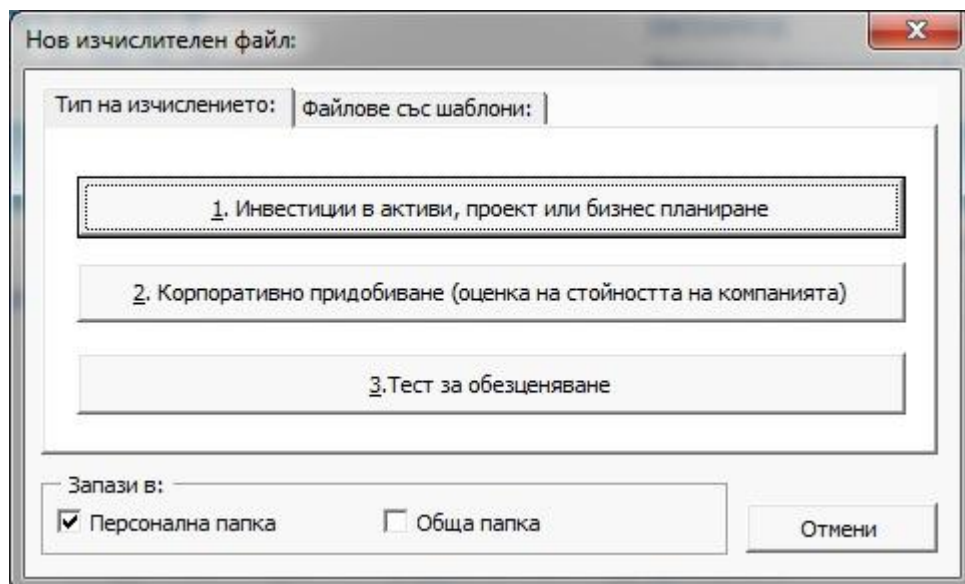 Нов изчислителен файл:
Тип на изчислението:
Файлове със шаблони:
1. Инвестиции в активи, проект или бизнес планиране
2. Корпоративно придобиване (оценка на стойността на компанията)
3.Тест за обезценяване
Запази в:
Персонална папка
Обща папка
Отмени